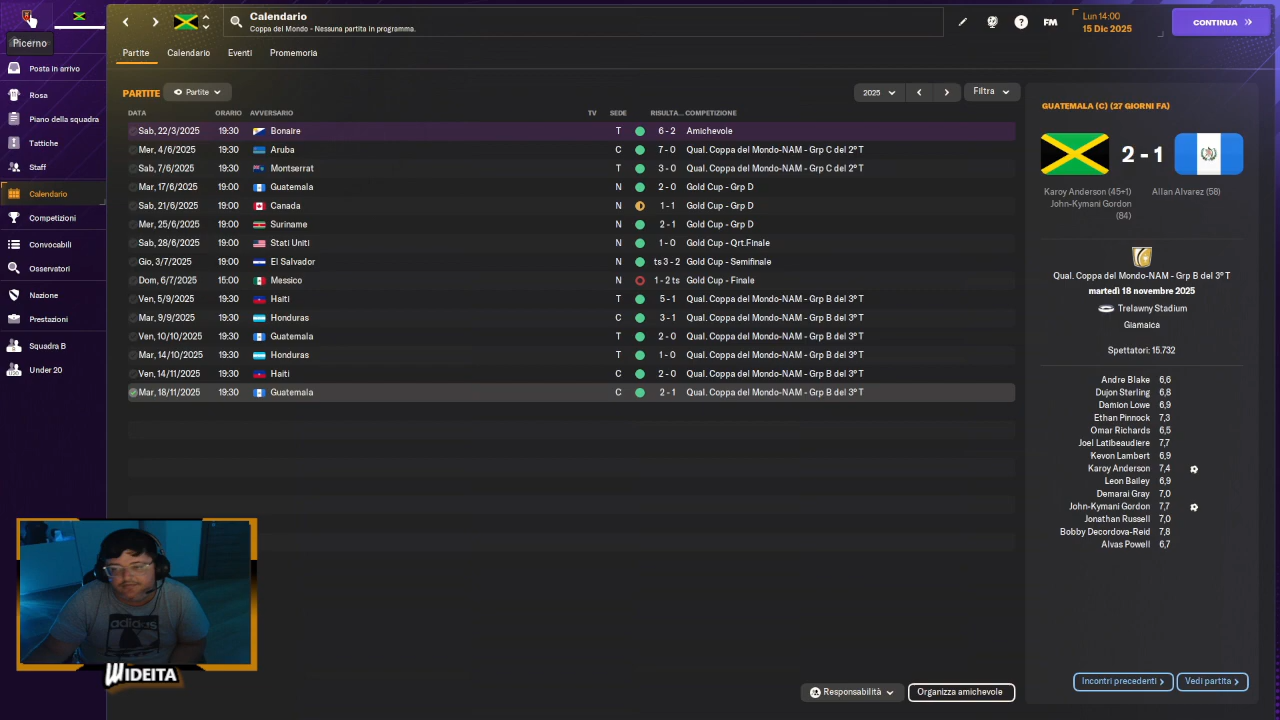 Picerno
Posta in arrivo
Rosa
Piano della squadra
Tattiche
Staff
Calendario
Competizioni
Convocabili
Osservatori
Nazione
Prestazioni
Squadra B
Under 20
Calendario
Coppa del Mondo - Nessuna partita in programma.
FM
Lun 14:00
15 Dic 2025
CONTINUA
Partite Calendario Eventi Promemoria
PARTITE Partite 2025 Filtra
DATA ORARIO AVVERSARIO TV SEDE RISULTA... COMPETIZIONE
Sab, 22/3/2025 19:30 Bonaire T 6 - 2 Amichevole
Mer, 4/6/2025 19:30 Aruba C 7 - 0 Qual. Coppa del Mondo-NAM - Grp C del 2° T
Sab, 7/6/2025 19:30 Montserrat T 3 - 0 Qual. Coppa del Mondo-NAM - Grp C del 2° T
Mar, 17/6/2025 19:00 Guatemala N 2 - 0 Gold Cup - Grp D
Sab, 21/6/2025 19:00 Canada N 1 - 1 Gold Cup - Grp D
Mer, 25/6/2025 19:00 Suriname N 2 - 1 Gold Cup - Grp D
Sab, 28/6/2025 19:00 Stati Uniti N 1 - 0 Gold Cup - Qrt.Finale
Gio, 3/7/2025 19:00 El Salvador N ts 3 - 2 Gold Cup - Semifinale
Dom, 6/7/2025 15:00 Messico N 1 - 2 ts Gold Cup - Finale
Ven, 5/9/2025 19:30 Haiti T 5 - 1 Qual. Coppa del Mondo-NAM - Grp B del 3° T
Mar, 9/9/2025 19:30 Honduras C 3 - 1 Qual. Coppa del Mondo-NAM - Grp B del 3° T
Ven, 10/10/2025 19:30 Guatemala T 2 - 0 Qual. Coppa del Mondo-NAM - Grp B del 3° T
Mar, 14/10/2025 19:30 Honduras T 1 - 0 Qual. Coppa del Mondo-NAM - Grp B del 3° T
Ven, 14/11/2025 19:30 Haiti C 2 - 0 Qual. Coppa del Mondo-NAM - Grp B del 3° T
Mar, 18/11/2025 19:30 Guatemala C 2 - 1 Qual. Coppa del Mondo-NAM - Grp B del 3° T
Responsabilità
Organizza amichevole
GUATEMALA (C) (27 GIORNI FA)
2 - 1
Karoy Anderson (45+1) Allan Alvarez (58)
John-Kymani Gordon
(84)
Qual. Coppa del Mondo-NAM - Grp B del 3° T
martedì 18 novembre 2025
Trelawny Stadium
Giamaica
Spettatori: 15.732
Andre Blake 6,6
Dujon Sterling 6,8
Damion Lowe 6,9
Ethan Pinnock 7,3
Omar Richards 6,5
Joel Latibeaudiere 7,7
Kevon Lambert 6,9
Karoy Anderson 7,4
Leon Bailey 6,9
Demarai Gray 7,0
John-Kymani Gordon 7,7
Jonathan Russell 7,0
Bobby Decordova-Reid 7,8
Alvas Powell 6,7
Incontri precedenti
Vedi partita
adidas
WIDEITA